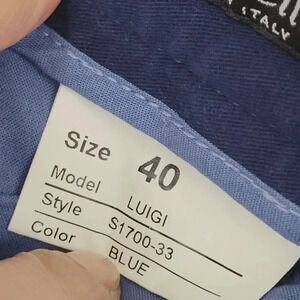 ITALY
Size 40
Model LUIGI
Style S1700-33
Color BLUE